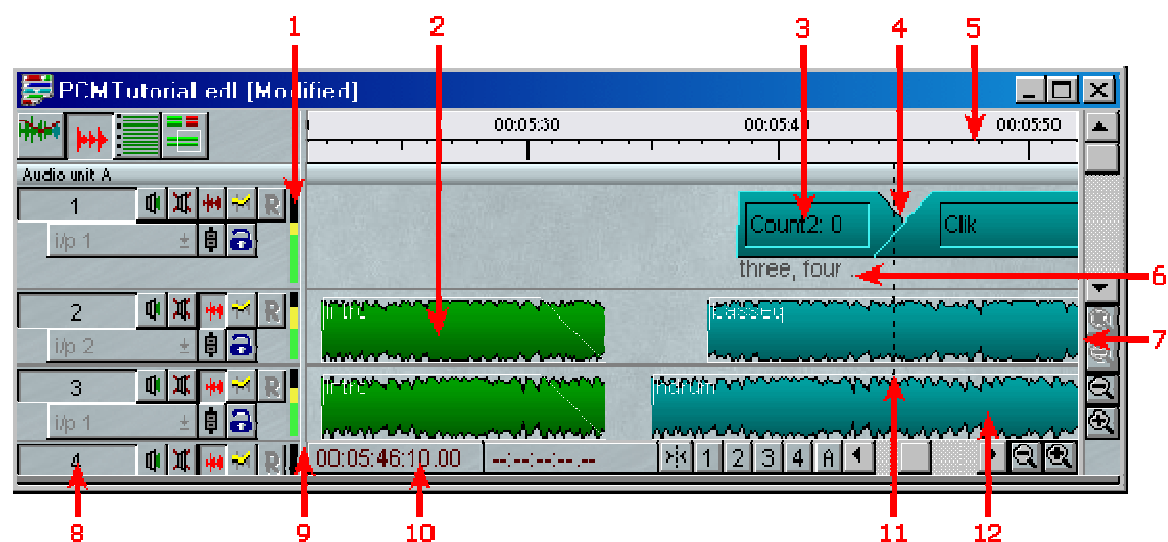 1 2 3 4 5
PCMTutorial.edl [Modified]
00:05:30 00:05:4 00:05:50
Audio unit A
1 R
i/p 1
Count2: 0 Clik
three, four ...
6
2 R
i/p 2
basseq
7
3 R
i/p 1
4 R 00:05:46:10.00 --:--:--.-- 1 2 3 4 A
8 9 10 11 12